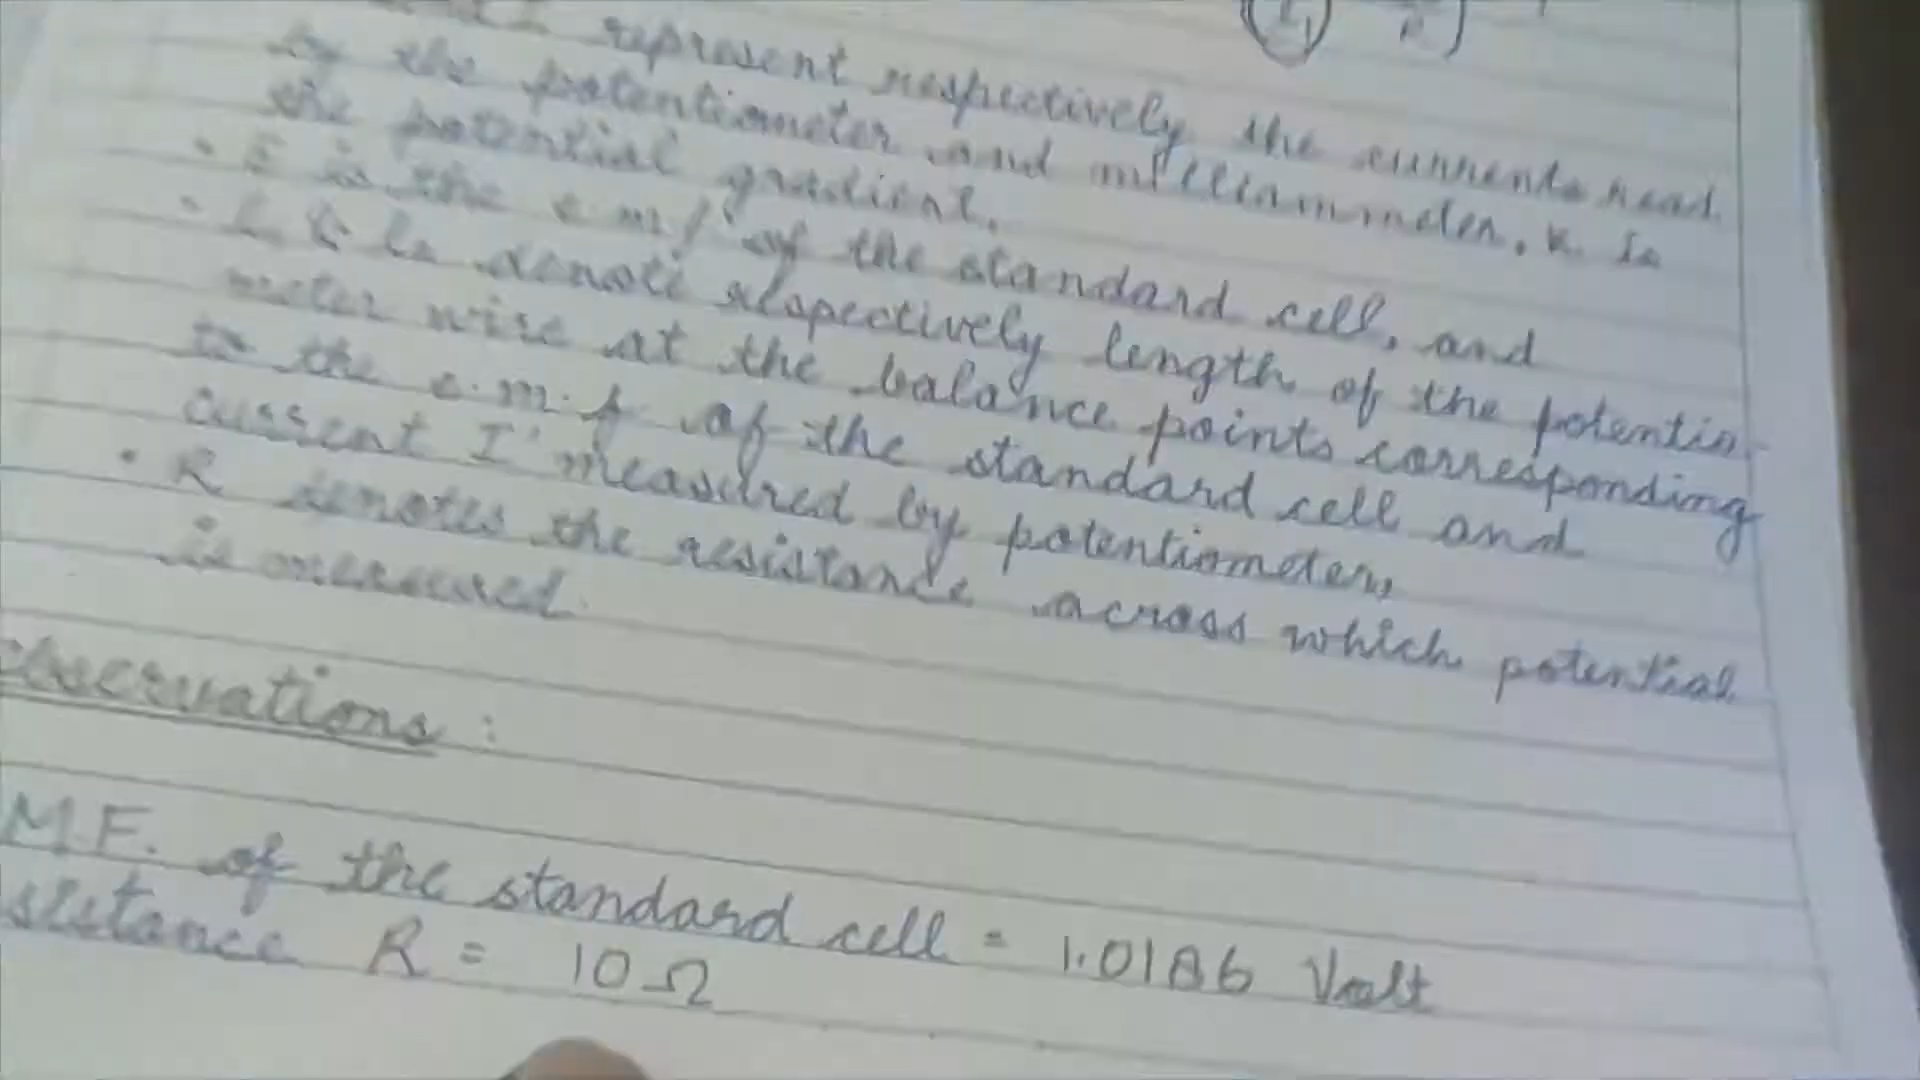 represent respectively the currents read
by the potentiometer and milliammeter, K is
the potential gradient.
• E is the e.m.f of the standard cell, and
• L & l2 denote respectively length of the potentio-
meter wire at the balance points corresponding
to the e.m.f of the standard cell and
current I' measured by potentiometer,
• R denotes the resistance across which potential
is measured.
bservations :
M.F. of the standard cell = 1.0186 Volt
sistance R = 10 Ω